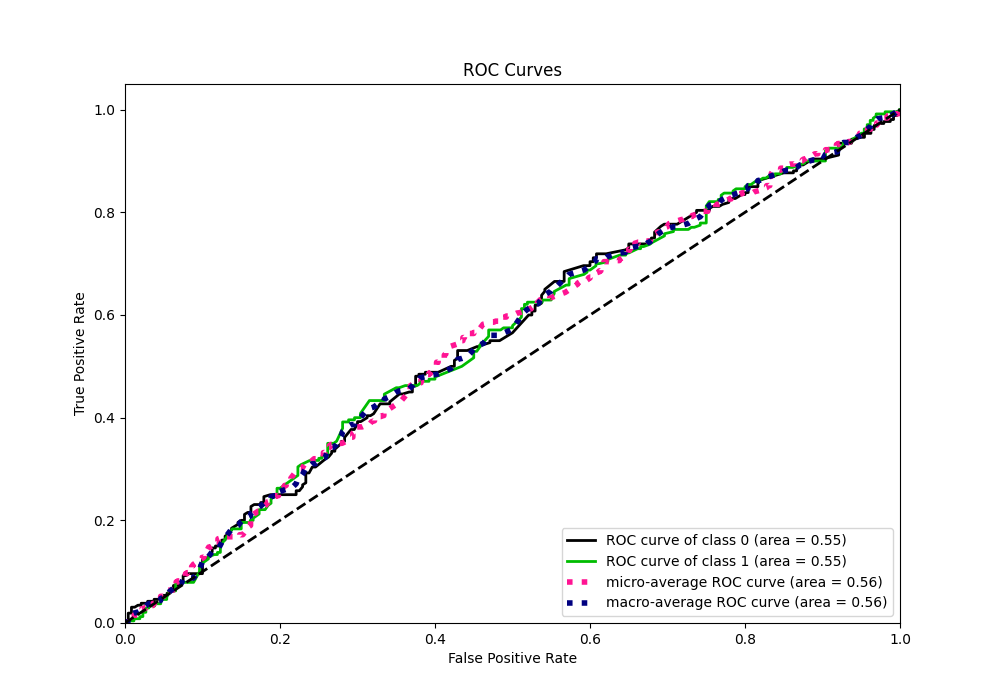 ROC Curves
True Positive Rate
1.0
0.8
0.6
0.4
0.2
0.0
ROC curve of class 0 (area = 0.55)
ROC curve of class 1 (area = 0.55)
micro-average ROC curve (area = 0.56)
macro-average ROC curve (area = 0.56)
0.0 0.2 0.4 0.6 0.8 1.0
False Positive Rate